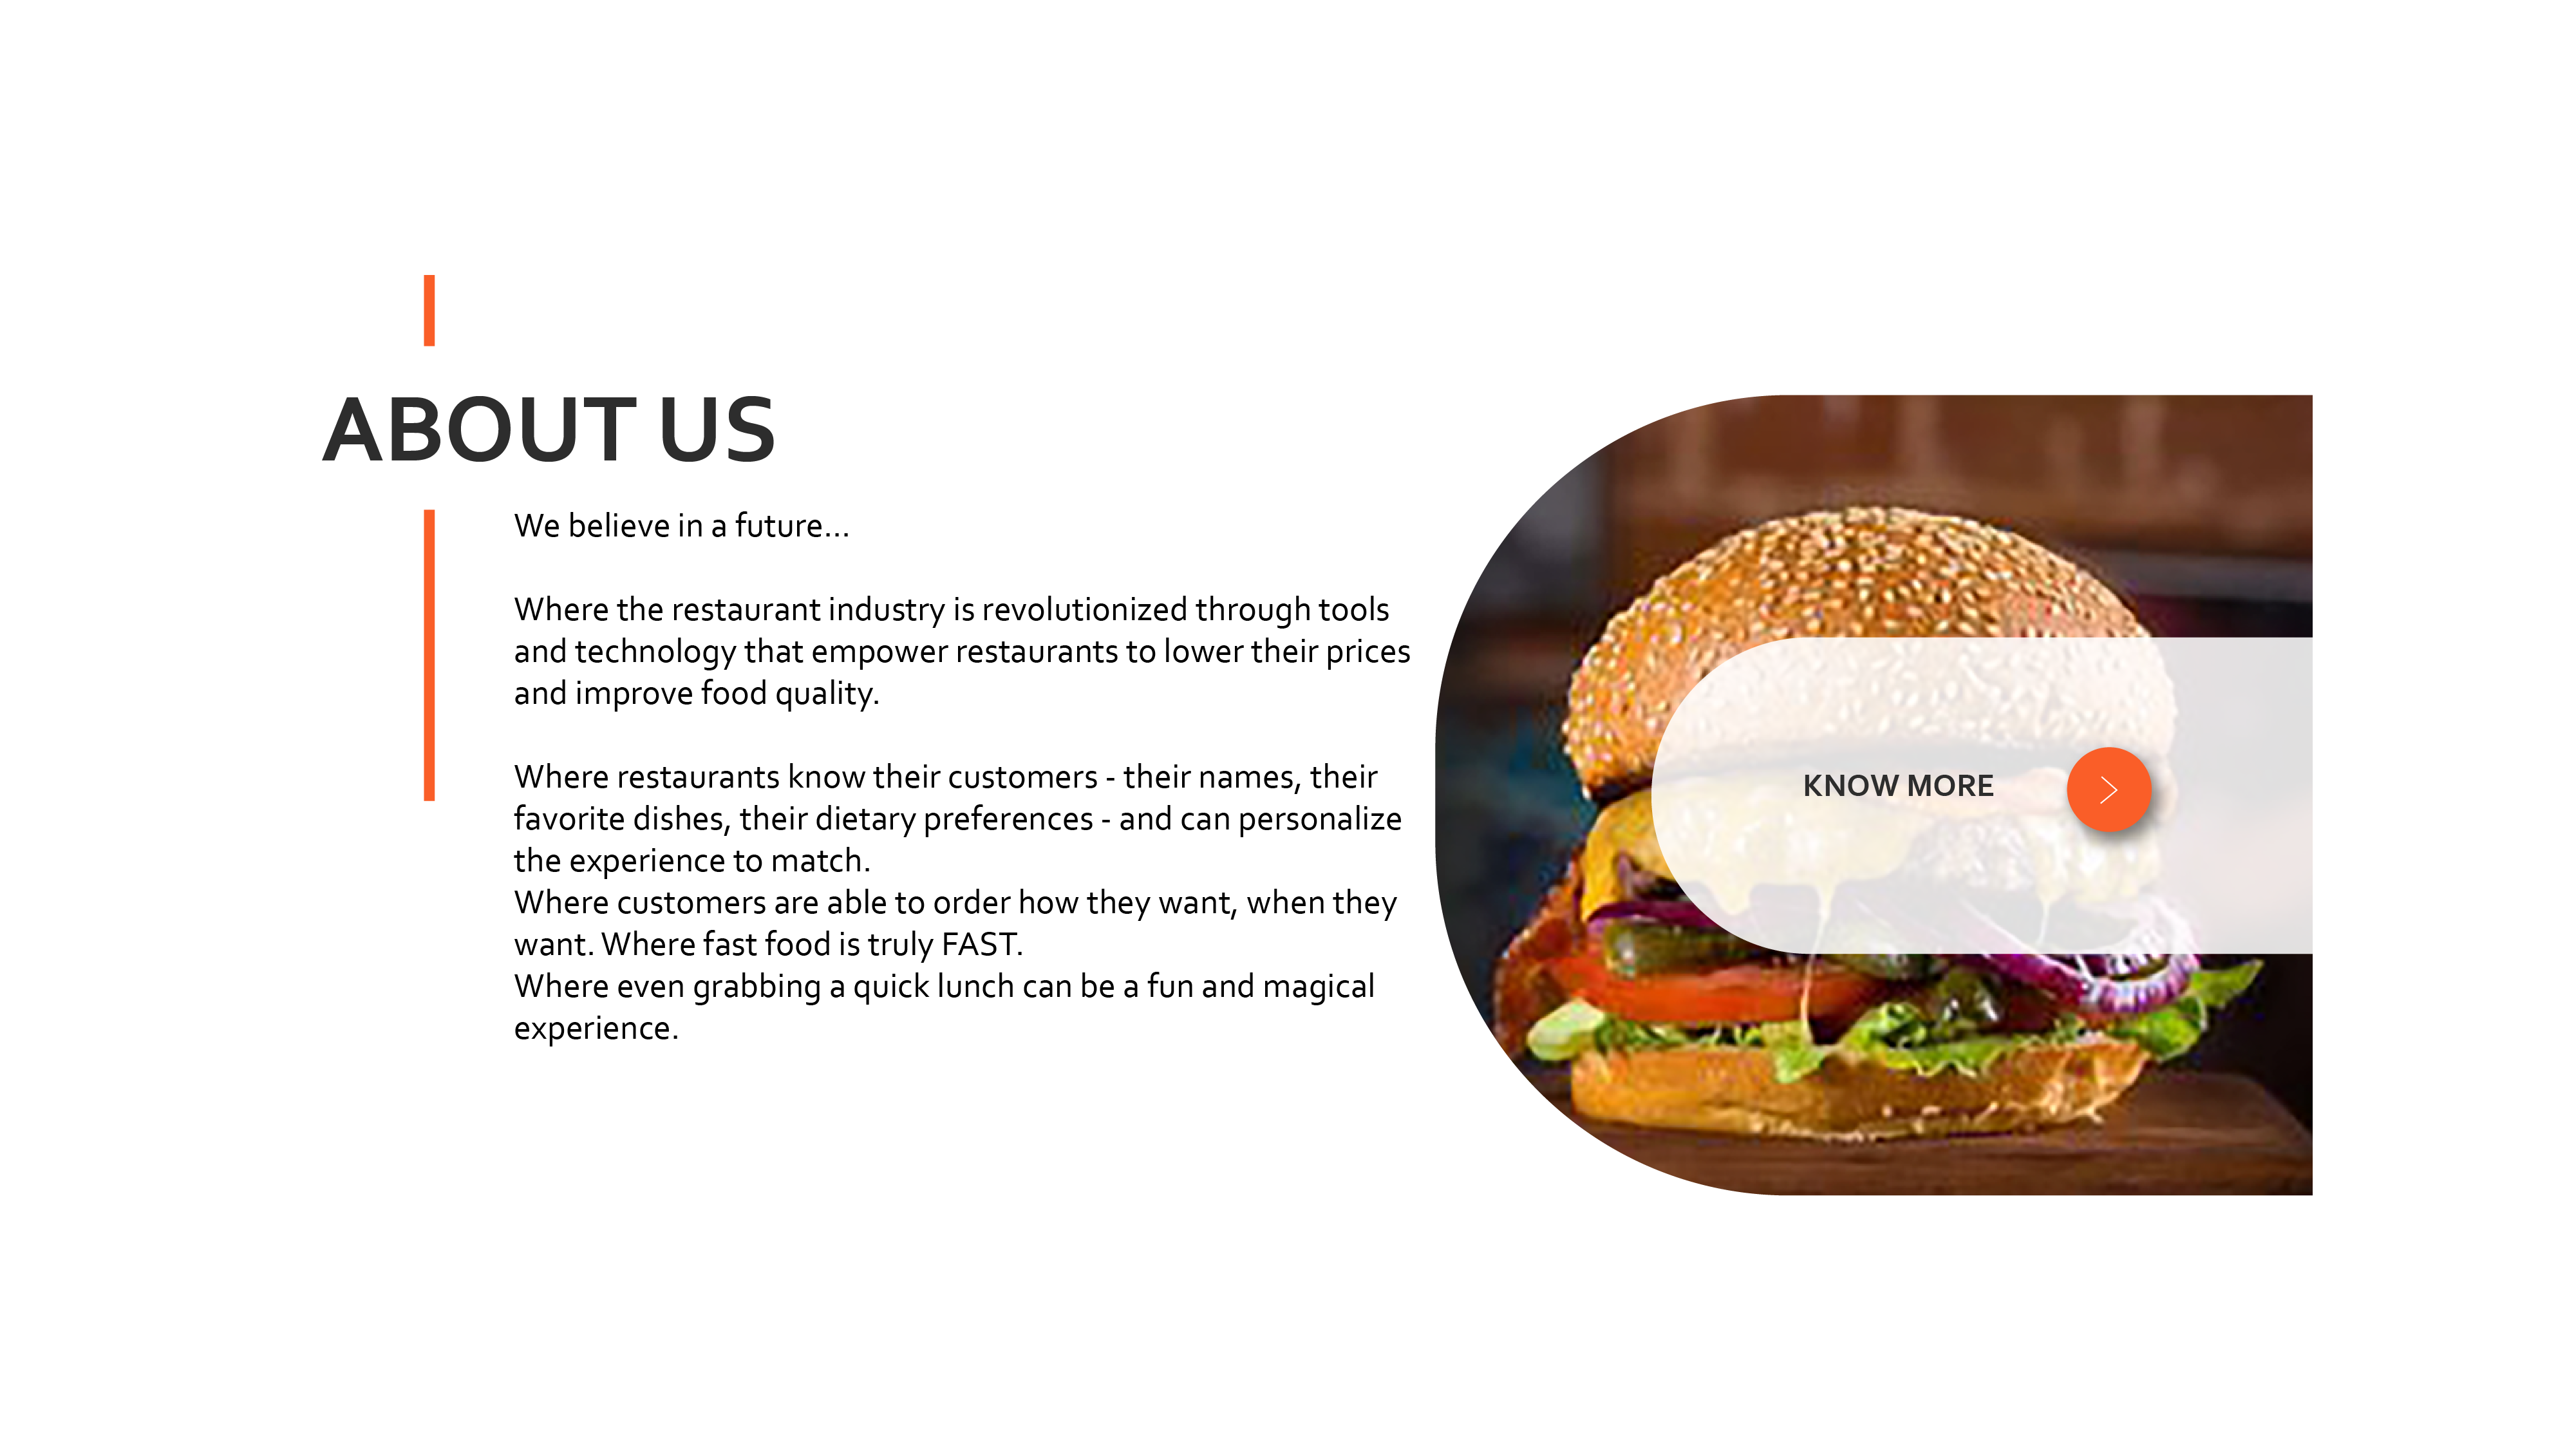 ABOUT US
We believe in a future...
Where the restaurant industry is revolutionized through tools
and technology that empower restaurants to lower their prices
and improve food quality.
Where restaurants know their customers - their names, their
favorite dishes, their dietary preferences - and can personalize
the experience to match.
Where customers are able to order how they want, when they
want. Where fast food is truly FAST.
Where even grabbing a quick lunch can be a fun and magical
experience.
KNOW MORE